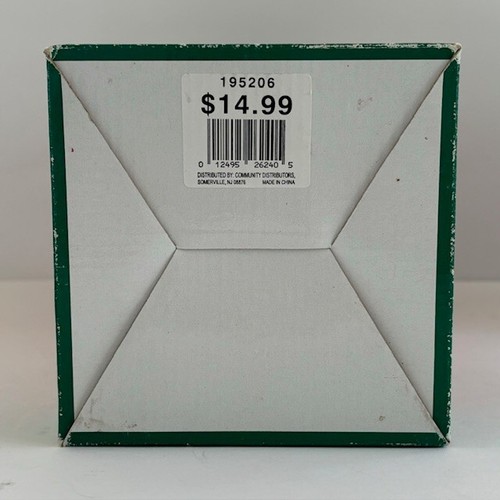 195206
$14.99
0 12495 26240 5
DISTRIBUTED BY: COMMUNITY DISTRIBUTORS,
SOMERVILLE, NJ 08876 MADE IN CHINA